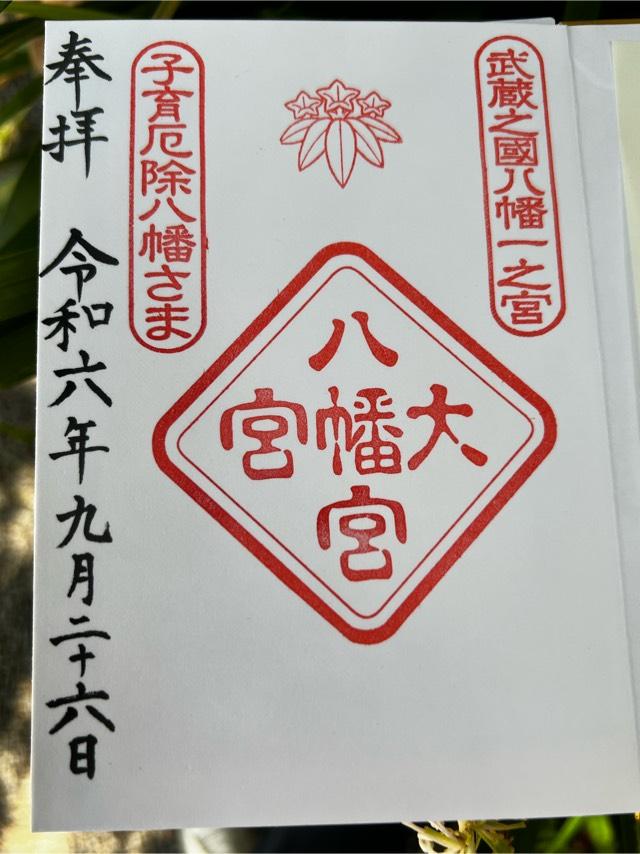 武蔵之國八幡一之宮
大宮
八幡宮
子育厄除八幡さま
奉拝 令和六年九月二十六日